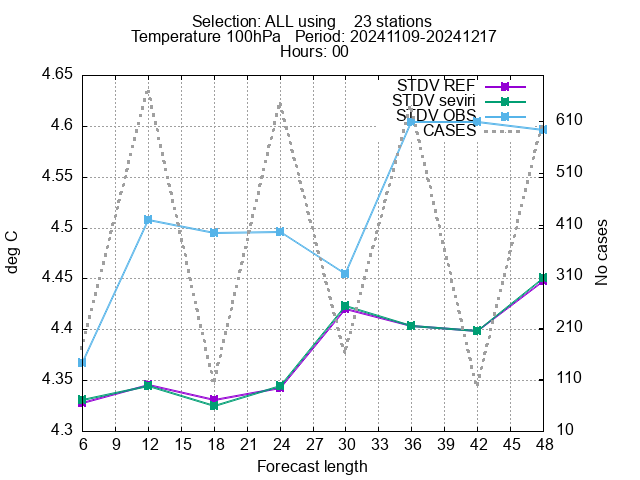 Selection: ALL using    23 stations
Temperature 100hPa   Period: 20241109-20241217
Hours: 00
STDV REF
STDV seviri
STDV OBS
CASES
4.65
4.6
4.55
4.5
4.45
4.4
4.35
4.3
deg C
610
510
410
310
210
110
10
No cases
6 9 12 15 18 21 24 27 30 33 36 39 42 45 48
Forecast length